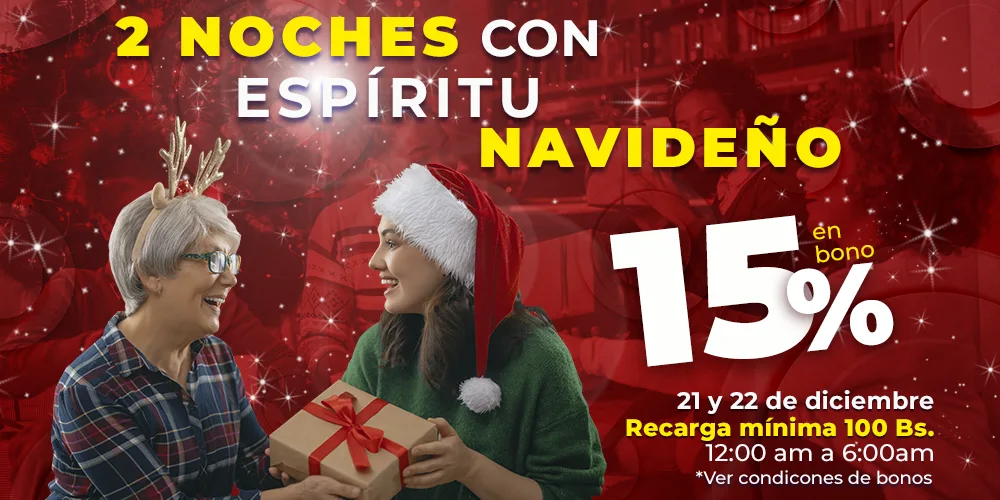 2 NOCHES CON
ESPÍRITU
NAVIDEÑO
15%
en
bono
21 y 22 de diciembre
Recarga mínima 100 Bs.
12:00 am a 6:00am
*Ver condicones de bonos